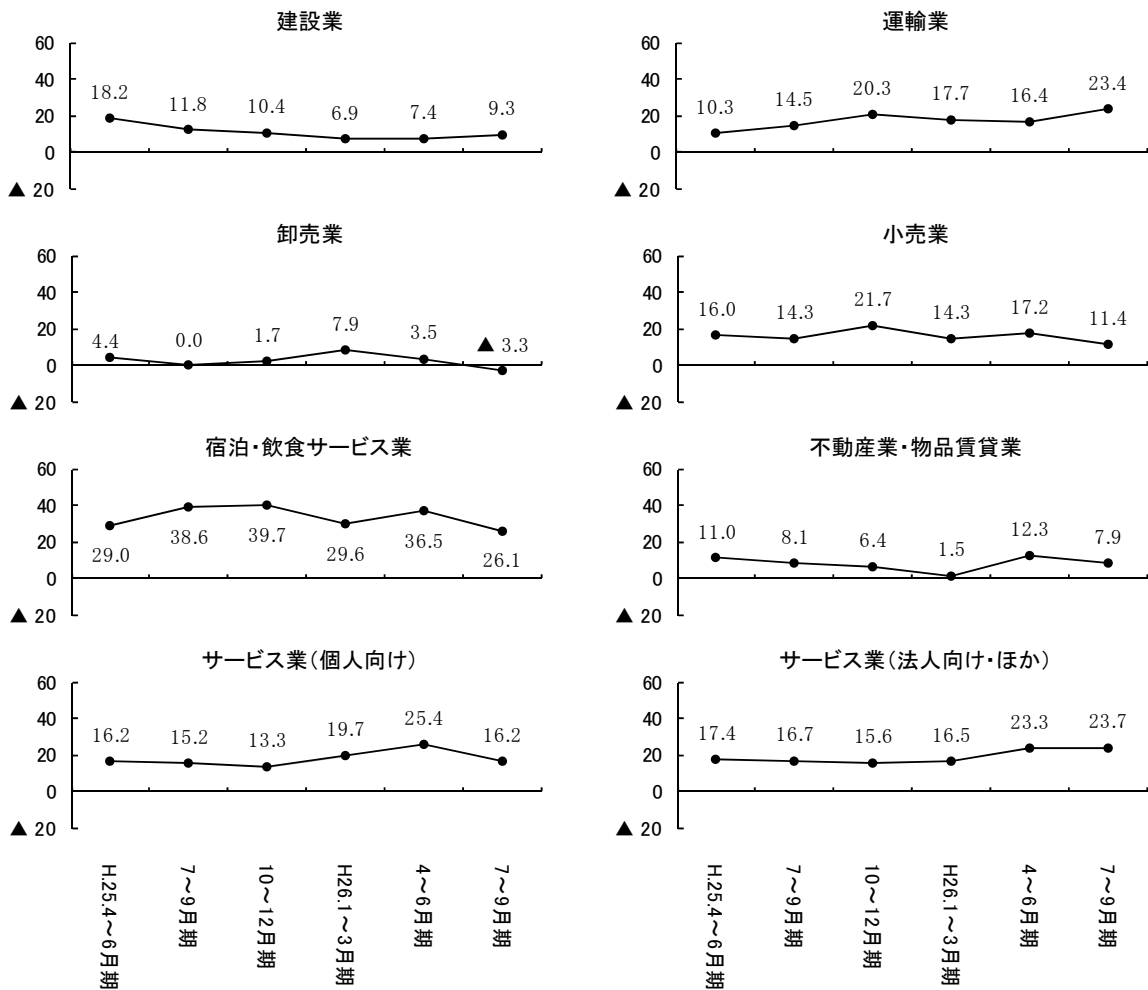 建設業
60
40
20
0
▲ 20
18.2 11.8 10.4 6.9 7.4 9.3
運輸業
60
40
20
0
▲ 20
10.3 14.5 20.3 17.7 16.4 23.4
卸売業
60
40
20
0
▲ 20
4.4 0.0 1.7 7.9 3.5 ▲ 3.3
小売業
60
40
20
0
▲ 20
16.0 14.3 21.7 14.3 17.2 11.4
宿泊・飲食サービス業
60
40
20
0
▲ 20
29.0 38.6 39.7 29.6 36.5 26.1
不動産業・物品賃貸業
60
40
20
0
▲ 20
11.0 8.1 6.4 1.5 12.3 7.9
サービス業(個人向け)
60
40
20
0
▲ 20
16.2 15.2 13.3 19.7 25.4 16.2
H.25.4～6月期
7～9月期
10～12月期
H26.1～3月期
4～6月期
7～9月期
サービス業(法人向け・ほか)
60
40
20
0
▲ 20
17.4 16.7 15.6 16.5 23.3 23.7
H.25.4～6月期
7～9月期
10～12月期
H26.1～3月期
4～6月期
7～9月期